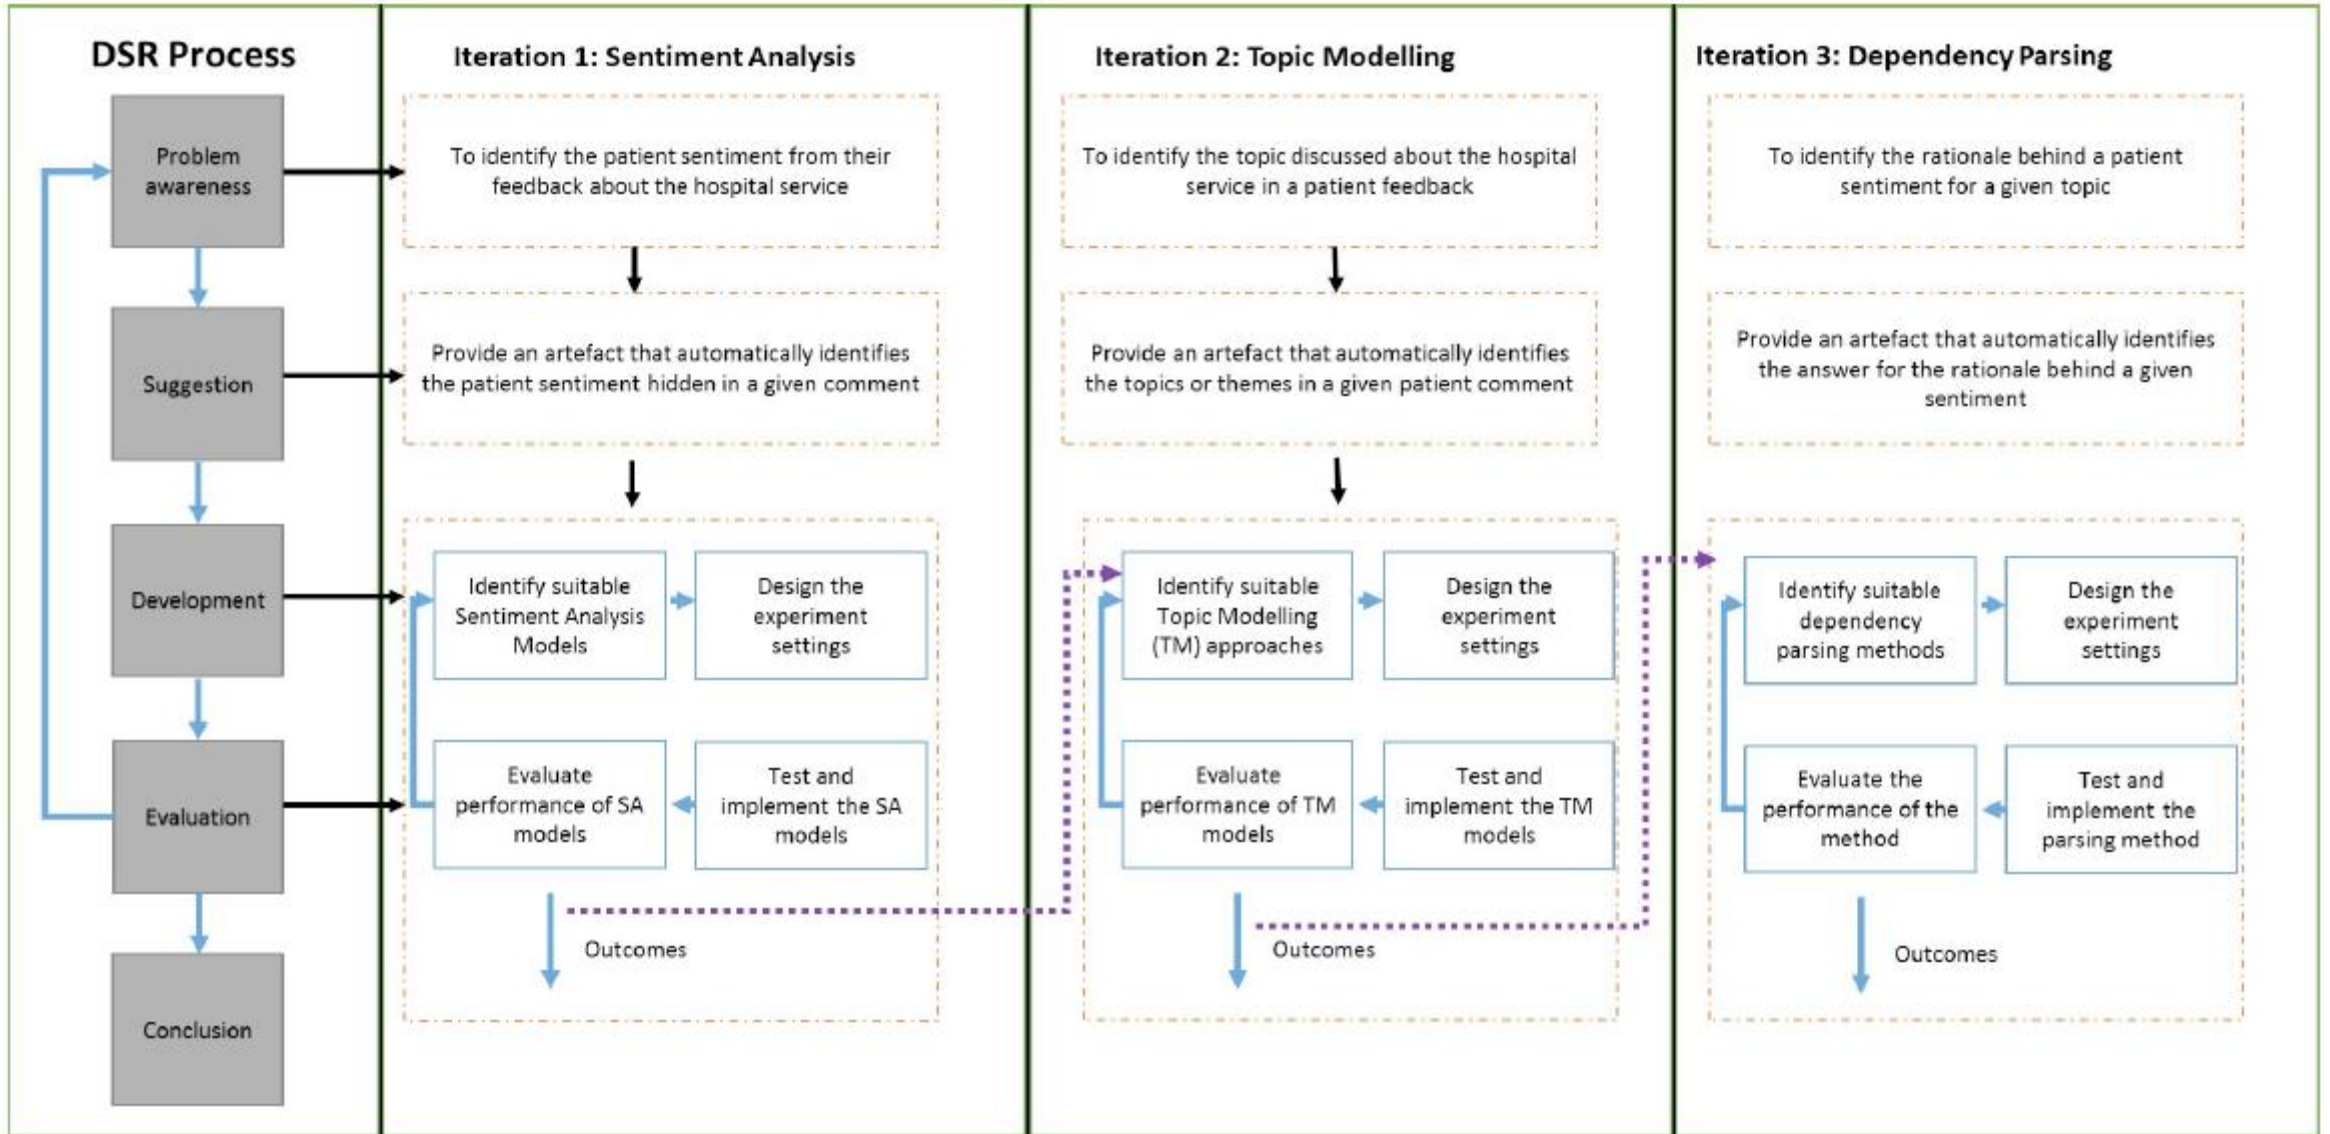 DSR Process
Problem
awareness
Suggestion
Development
Evaluation
Conclusion
Iteration 1: Sentiment Analysis
To identify the patient sentiment from their
feedback about the hospital service
Provide an artefact that automatically identifies
the patient sentiment hidden in a given comment
Identify suitable
Sentiment Analysis
Models
Design the
experiment
settings
Evaluate
performance of SA
models
Test and
implement the SA
models
Outcomes
Iteration 2: Topic Modelling
To identify the topic discussed about the hospital
service in a patient feedback
Provide an artefact that automatically identifies
the topics or themes in a given patient comment
Identify suitable
Topic Modelling
(TM) approaches
Design the
experiment
settings
Evaluate
performance of TM
models
Test and
implement the TM
models
Outcomes
Iteration 3: Dependency Parsing
To identify the rationale behind a patient
sentiment for a given topic
Provide an artefact that automatically identifies
the answer for the rationale behind a given
sentiment
Identify suitable
dependency
parsing methods
Design the
experiment
settings
Evaluate the
performance of the
method
Test and
implement the
parsing method
Outcomes